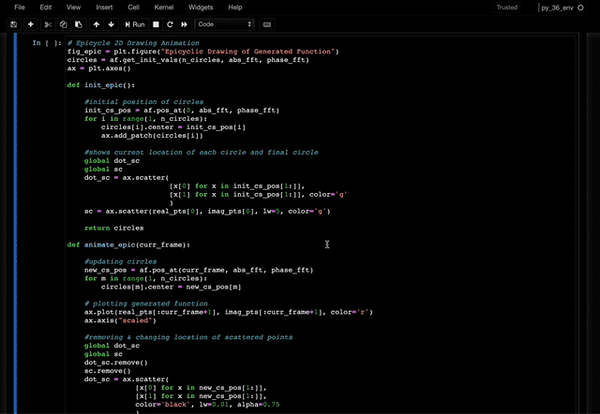 File Edit View Insert Cell Kernel Widgets Help Trusted | py_36_env
Run Code
In [ ]: # Epicycle 2D Drawing Animation
fig_epic = plt.figure("Epicyclic Drawing of Generated Function")
circles = af.get_init_vals(n_circles, abs_fft, phase_fft)
ax = plt.axes()
def init_epic():
#initial position of circles
init_cs_pos = af.pos_at(0, abs_fft, phase_fft)
for i in range(1, n_circles):
circles[i].center = init_cs_pos[i]
ax.add_patch(circles[i])
#shows current location of each circle and final circle
global dot_sc
global sc
dot_sc = ax.scatter(
[x[0] for x in init_cs_pos[1:]],
[x[1] for x in init_cs_pos[1:]], color='g'
)
sc = ax.scatter(real_pts[0], imag_pts[0], lw=5, color='g')
return circles
def animate_epic(curr_frame):
#updating circles
new_cs_pos = af.pos_at(curr_frame, abs_fft, phase_fft)
for m in range(1, n_circles):
circles[m].center = new_cs_pos[m]
# plotting generated function
ax.plot(real_pts[:curr_frame+1], imag_pts[:curr_frame+1], color='r')
ax.axis("scaled")
#removing & changing location of scattered points
global dot_sc
global sc
dot_sc.remove()
sc.remove()
dot_sc = ax.scatter(
[x[0] for x in new_cs_pos[1:]],
[x[1] for x in new_cs_pos[1:]],
color='black', lw=0.01, alpha=0.75
)